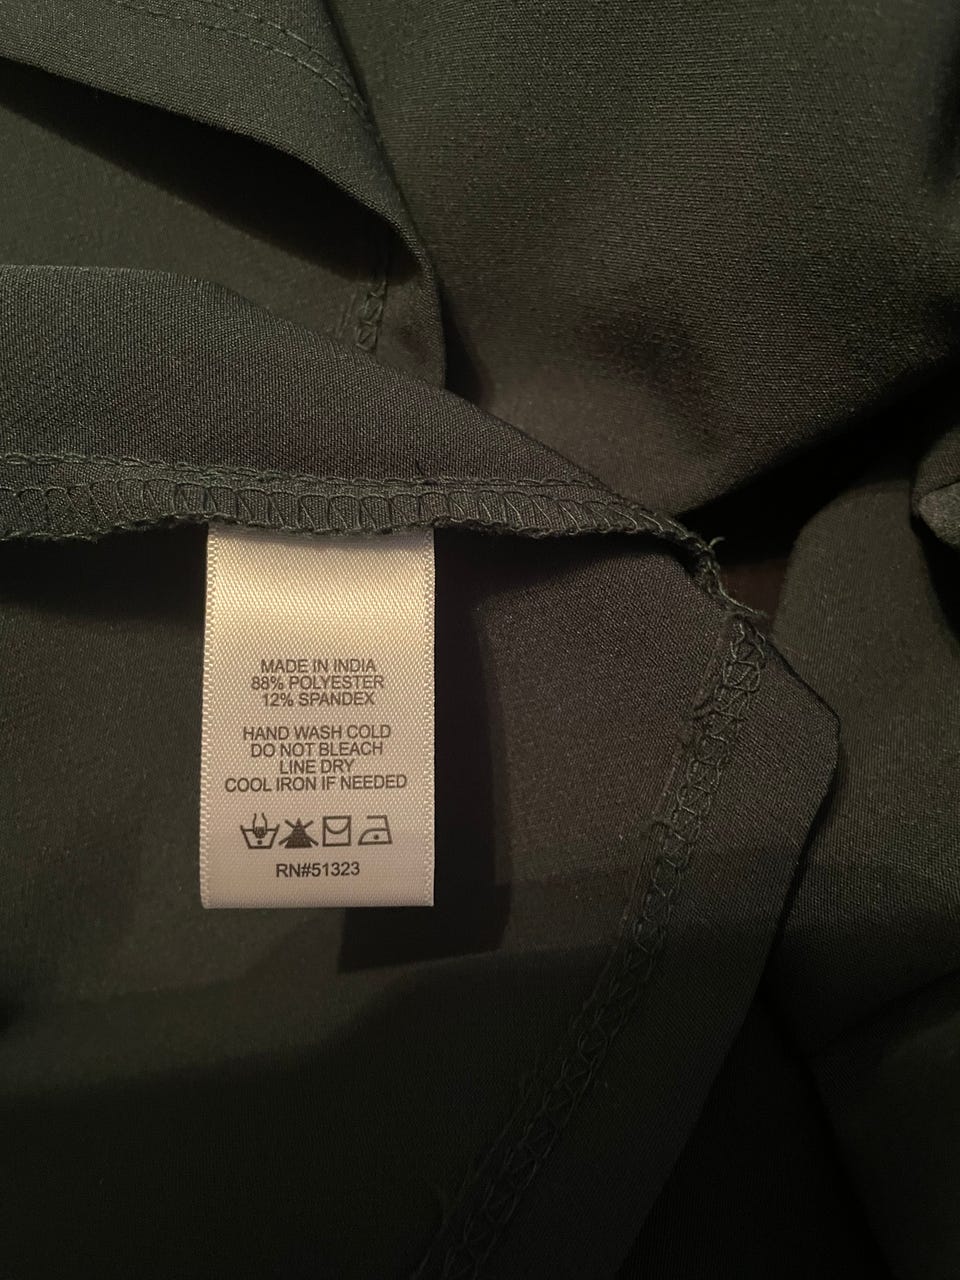 MADE IN INDIA
88% POLYESTER
12% SPANDEX
HAND WASH COLD
DO NOT BLEACH
LINE DRY
COOL IRON IF NEEDED
RN#51323